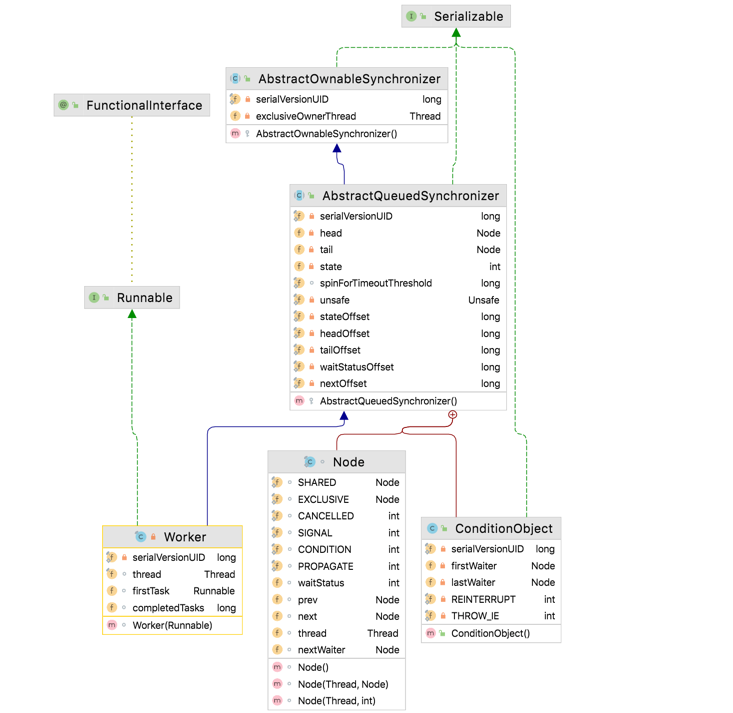 Serializable
AbstractOwnableSynchronizer
serialVersionUID long
exclusiveOwnerThread Thread
AbstractOwnableSynchronizer()
FunctionalInterface
AbstractQueuedSynchronizer
serialVersionUID long
head Node
tail Node
state int
spinForTimeoutThreshold long
unsafe Unsafe
stateOffset long
headOffset long
tailOffset long
waitStatusOffset long
nextOffset long
AbstractQueuedSynchronizer()
Runnable
Node
SHARED Node
EXCLUSIVE Node
CANCELLED int
SIGNAL int
CONDITION int
PROPAGATE int
waitStatus int
prev Node
next Node
thread Thread
nextWaiter Node
Node()
Node(Thread, Node)
Node(Thread, int)
ConditionObject
serialVersionUID long
firstWaiter Node
lastWaiter Node
REINTERRUPT int
THROW_IE int
ConditionObject()
Worker
serialVersionUID long
thread Thread
firstTask Runnable
completedTasks long
Worker(Runnable)